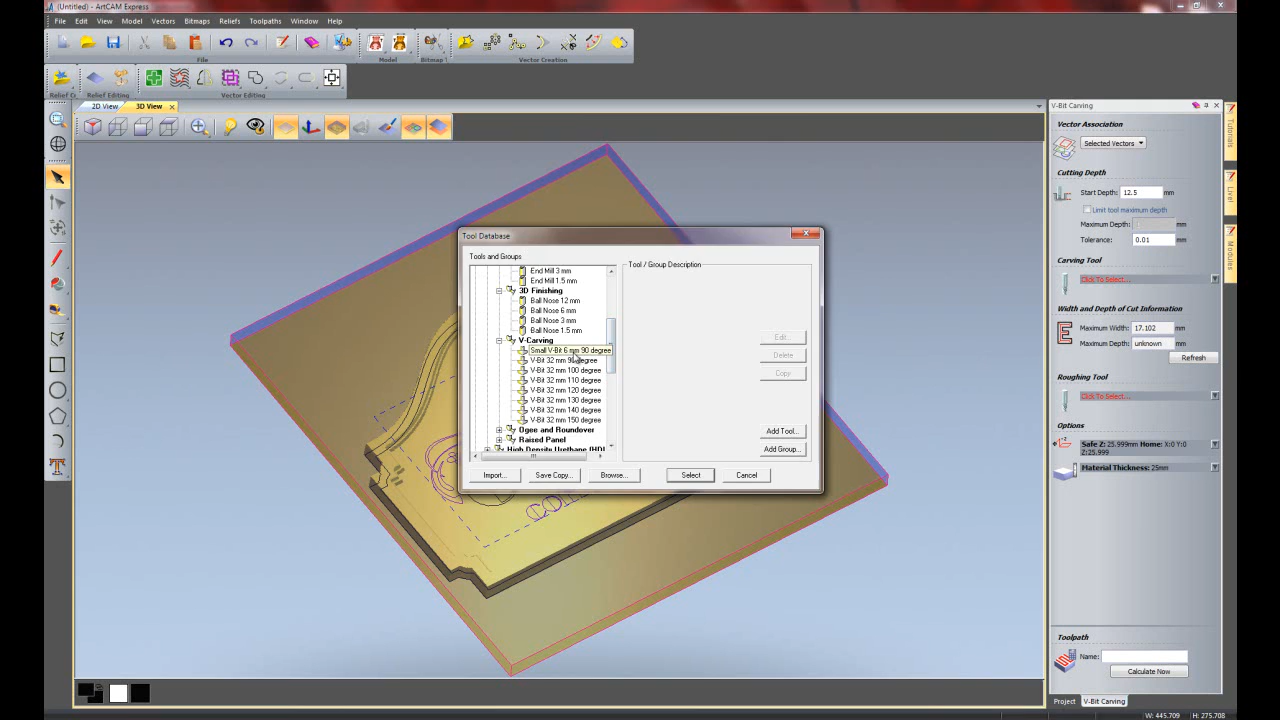 (Untitled) - ArtCAM Express
File Edit View Model Vectors Bitmaps Reliefs Toolpaths Window Help
File Model Bitmap Vector Creation
Relief Relief Editing Vector Editing
2D View 3D View
Tool Database
Tools and Groups
End Mill 3 mm
End Mill 1.5 mm
3D Finishing
Ball Nose 12 mm
Ball Nose 6 mm
Ball Nose 3 mm
Ball Nose 1.5 mm
V-Carving
Small V-Bit 6 mm 90 degree
V-Bit 32 mm 90 degree
V-Bit 32 mm 100 degree
V-Bit 32 mm 110 degree
V-Bit 32 mm 120 degree
V-Bit 32 mm 130 degree
V-Bit 32 mm 140 degree
V-Bit 32 mm 150 degree
Ogee and Roundover
Raised Panel
High Density Urethane (HD)
Tool / Group Description
Edit...
Delete
Copy
Add Tool...
Add Group...
Import... Save Copy... Browse... Select Cancel
V-Bit Carving
Vector Association
Selected Vectors
Cutting Depth
Start Depth: 12.5 mm
Limit tool maximum depth
Maximum Depth: mm
Tolerance: 0.01 mm
Carving Tool
Click To Select...
Width and Depth of Cut Information
Maximum Width: 17.102 mm
Maximum Depth: unknown mm
Refresh
Roughing Tool
Click To Select...
Options
Safe Z: 25.999mm Home: X:0 Y:0
Z:25.999
Material Thickness: 25mm
Toolpath
Name:
Calculate Now
Project V-Bit Carving
Tutorials
Live!
Modules
W: 445.709 H: 275.708